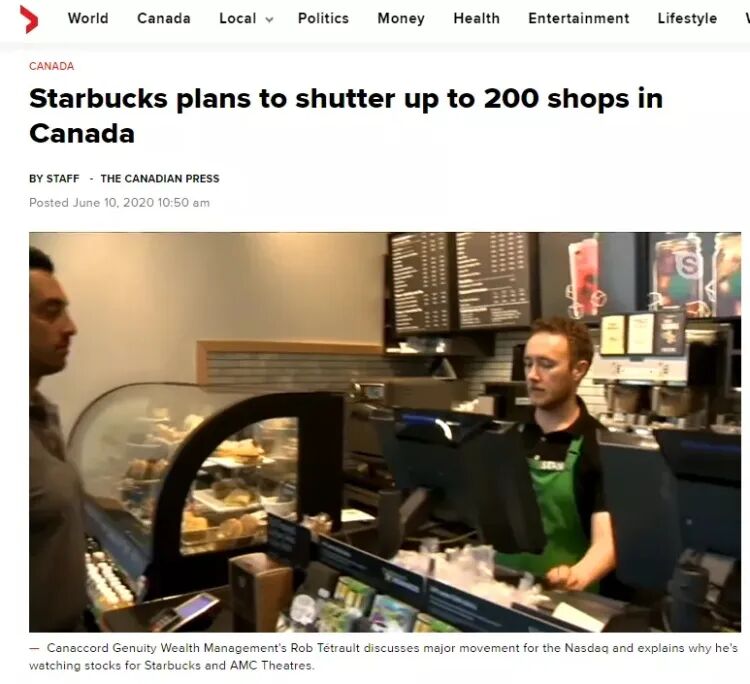 World Canada Local Politics Money Health Entertainment Lifestyle
CANADA
Starbucks plans to shutter up to 200 shops in
Canada
BY STAFF - THE CANADIAN PRESS
Posted June 10, 2020 10:50 am
S
— Canaccord Genuity Wealth Management's Rob Tétrault discusses major movement for the Nasdaq and explains why he's
watching stocks for Starbucks and AMC Theatres.